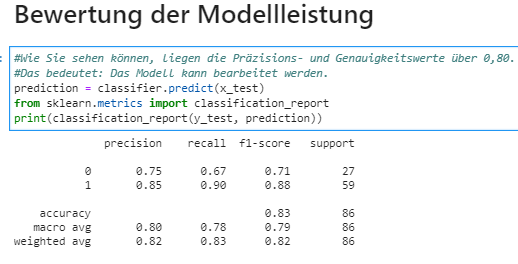 Bewertung der Modellleistung
: #Wie Sie sehen können, liegen die Präzisions- und Genauigkeitswerte über 0,80.
#Das bedeutet: Das Modell kann bearbeitet werden.
prediction = classifier.predict(x_test)
from sklearn.metrics import classification_report
print(classification_report(y_test, prediction))
precision recall f1-score support
0 0.75 0.67 0.71 27
1 0.85 0.90 0.88 59
accuracy 0.83 86
macro avg 0.80 0.78 0.79 86
weighted avg 0.82 0.83 0.82 86